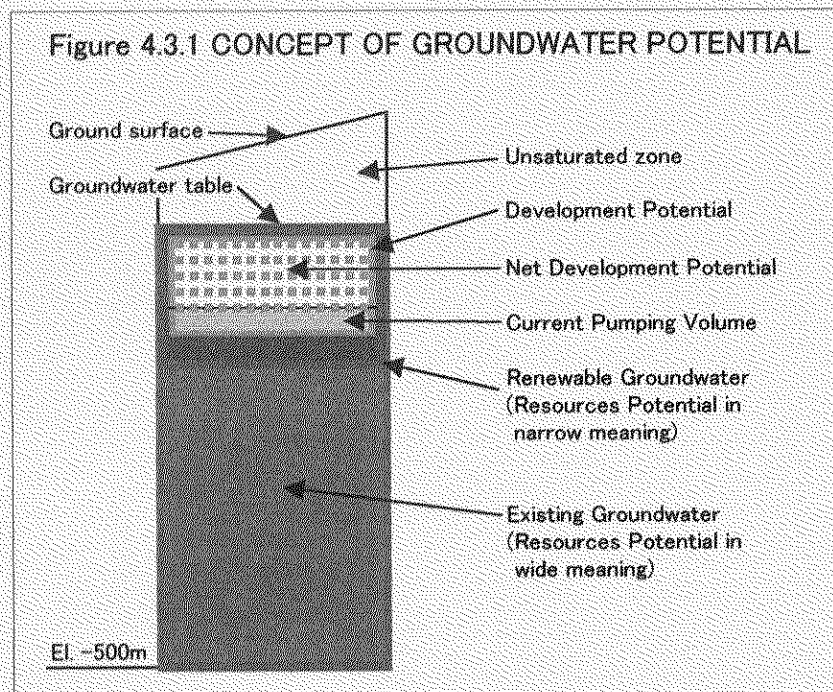 Figure 4.3.1 CONCEPT OF GROUNDWATER POTENTIAL
Ground surface
Groundwater table
Unsaturated zone
Development Potential
Net Development Potential
Current Pumping Volume
Renewable Groundwater
(Resources Potential in
narrow meaning)
Existing Groundwater
(Resources Potential in
wide meaning)
El. -500m